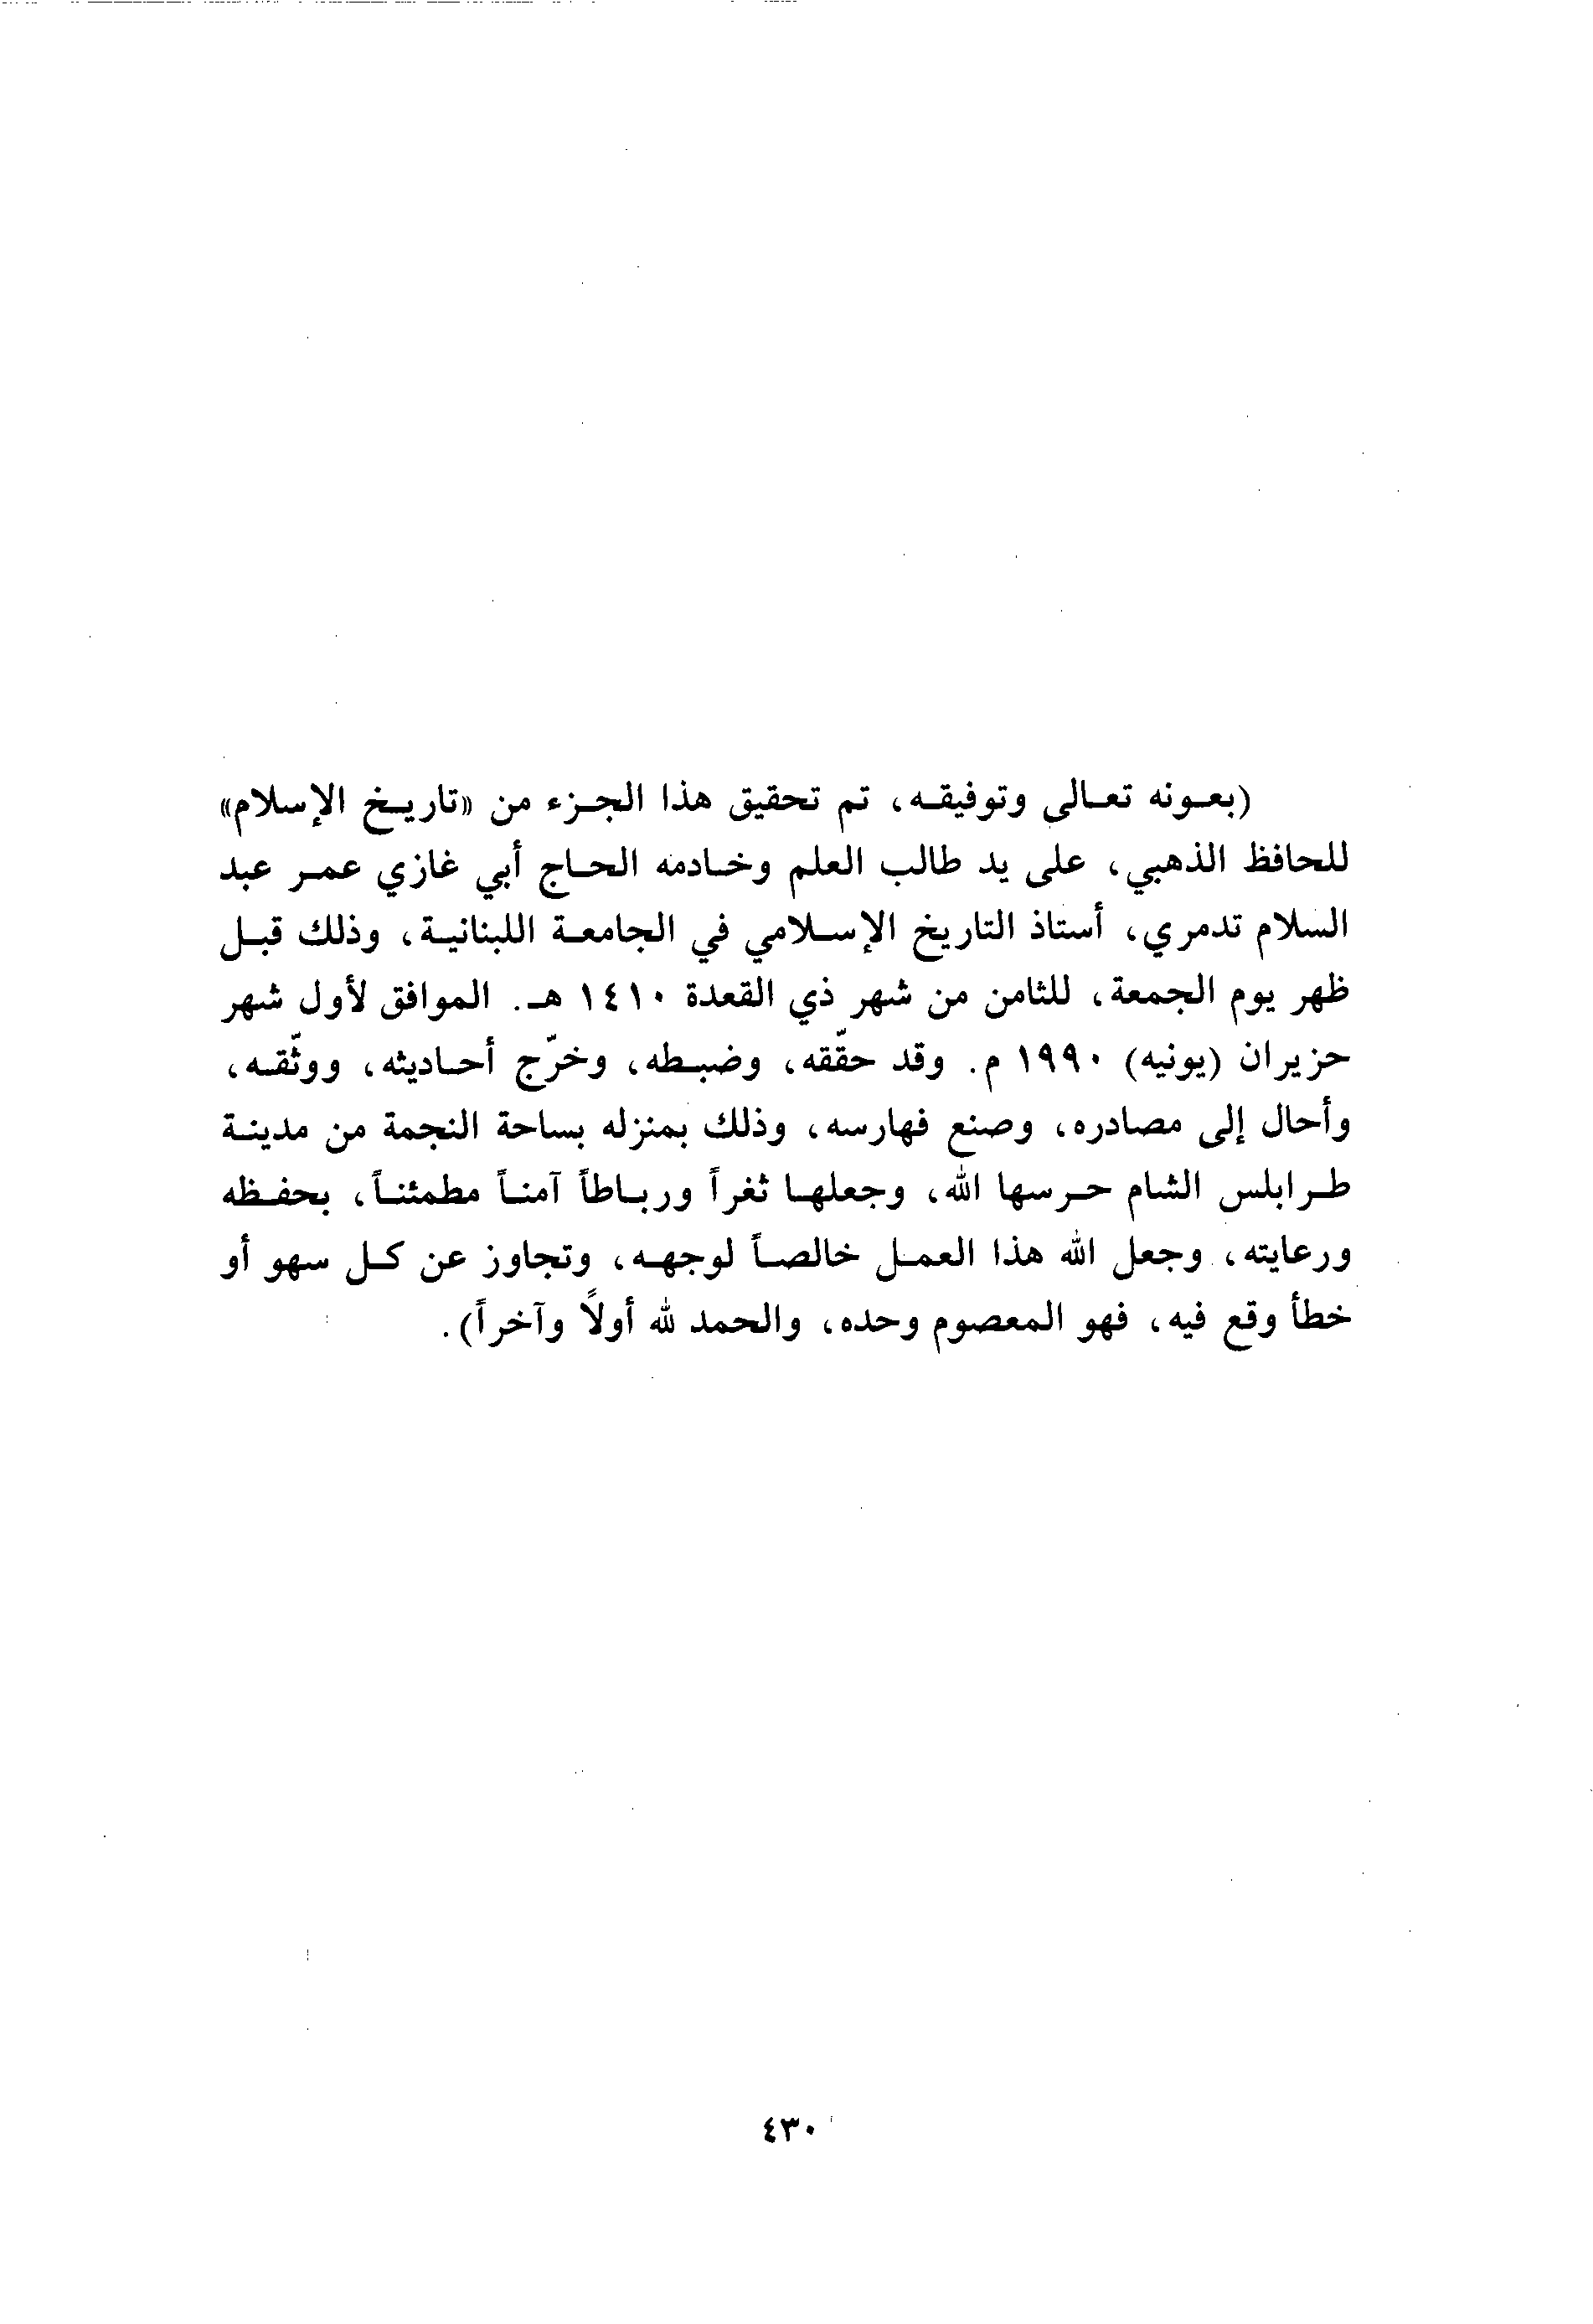 (بعونه تعالى وتوفيقه، تم تحقيق هذا الجزء من «تاريخ الإسلام»
للحافظ الذهبي، على يد طالب العلم وخادمه الحاج أبي غازي عمر عبد
السلام تدمري، أستاذ التاريخ الإسلامي في الجامعة اللبنانية، وذلك قبل
ظهر يوم الجمعة، للثامن من شهر ذي القعدة ١٤١٠ هـ. الموافق لأول شهر
حزيران (يونيه) ١٩٩٠ م. وقد حقّقه، وضبطه، وخرّج أحاديثه، ووثّقه،
وأحال إلى مصادره، وصنع فهارسه، وذلك بمنزله بساحة النجمة من مدينة
طرابلس الشام حرسها الله، وجعلها ثغراً ورباطاً آمناً مطمئناً، بحفظه
ورعايته، وجعل الله هذا العمل خالصاً لوجهه، وتجاوز عن كل سهو أو
خطأ وقع فيه، فهو المعصوم وحده، والحمد لله أولاً وآخراً).
٤٣٠